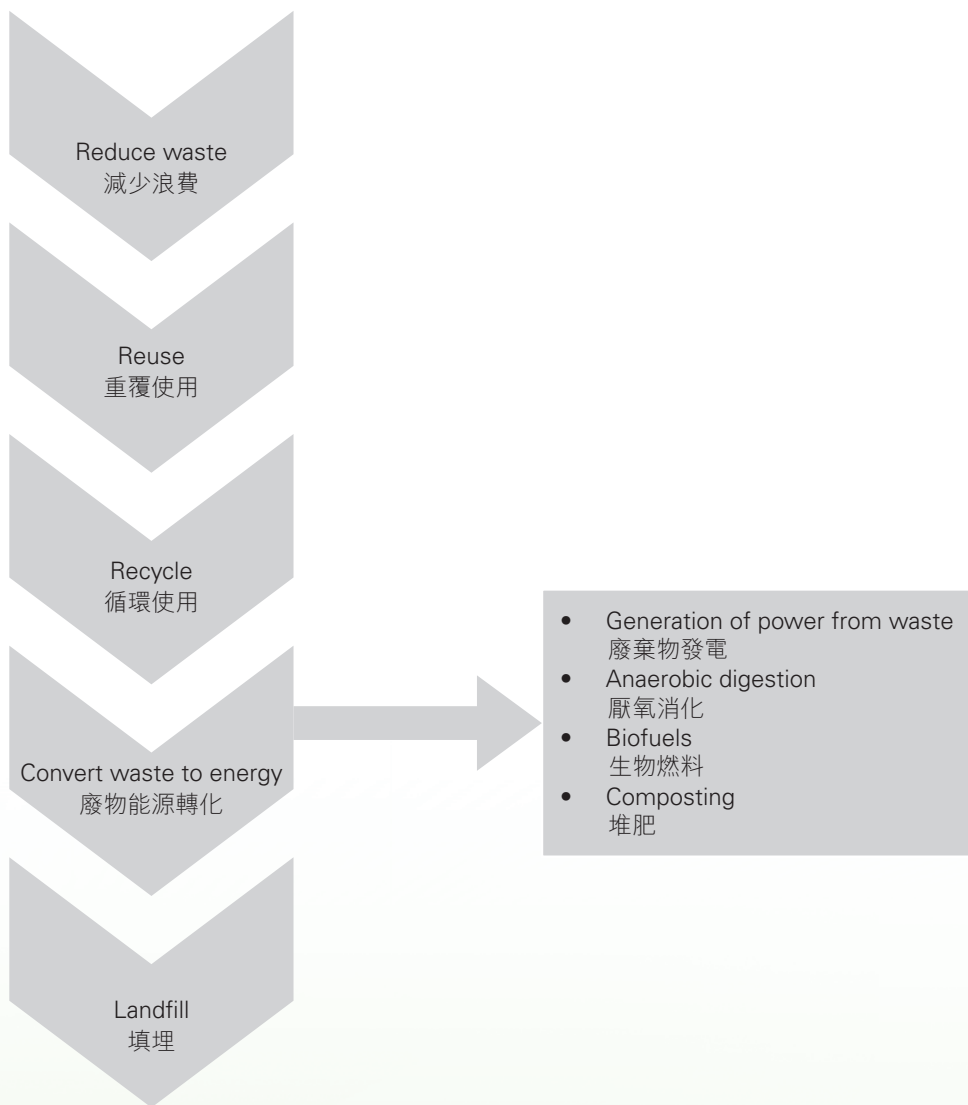 Reduce waste
減少浪費
Reuse
重覆使用
Recycle
循環使用
Convert waste to energy
廢物能源轉化
• Generation of power from waste
廢棄物發電
• Anaerobic digestion
厭氧消化
• Biofuels
生物燃料
• Composting
堆肥
Landfill
填埋